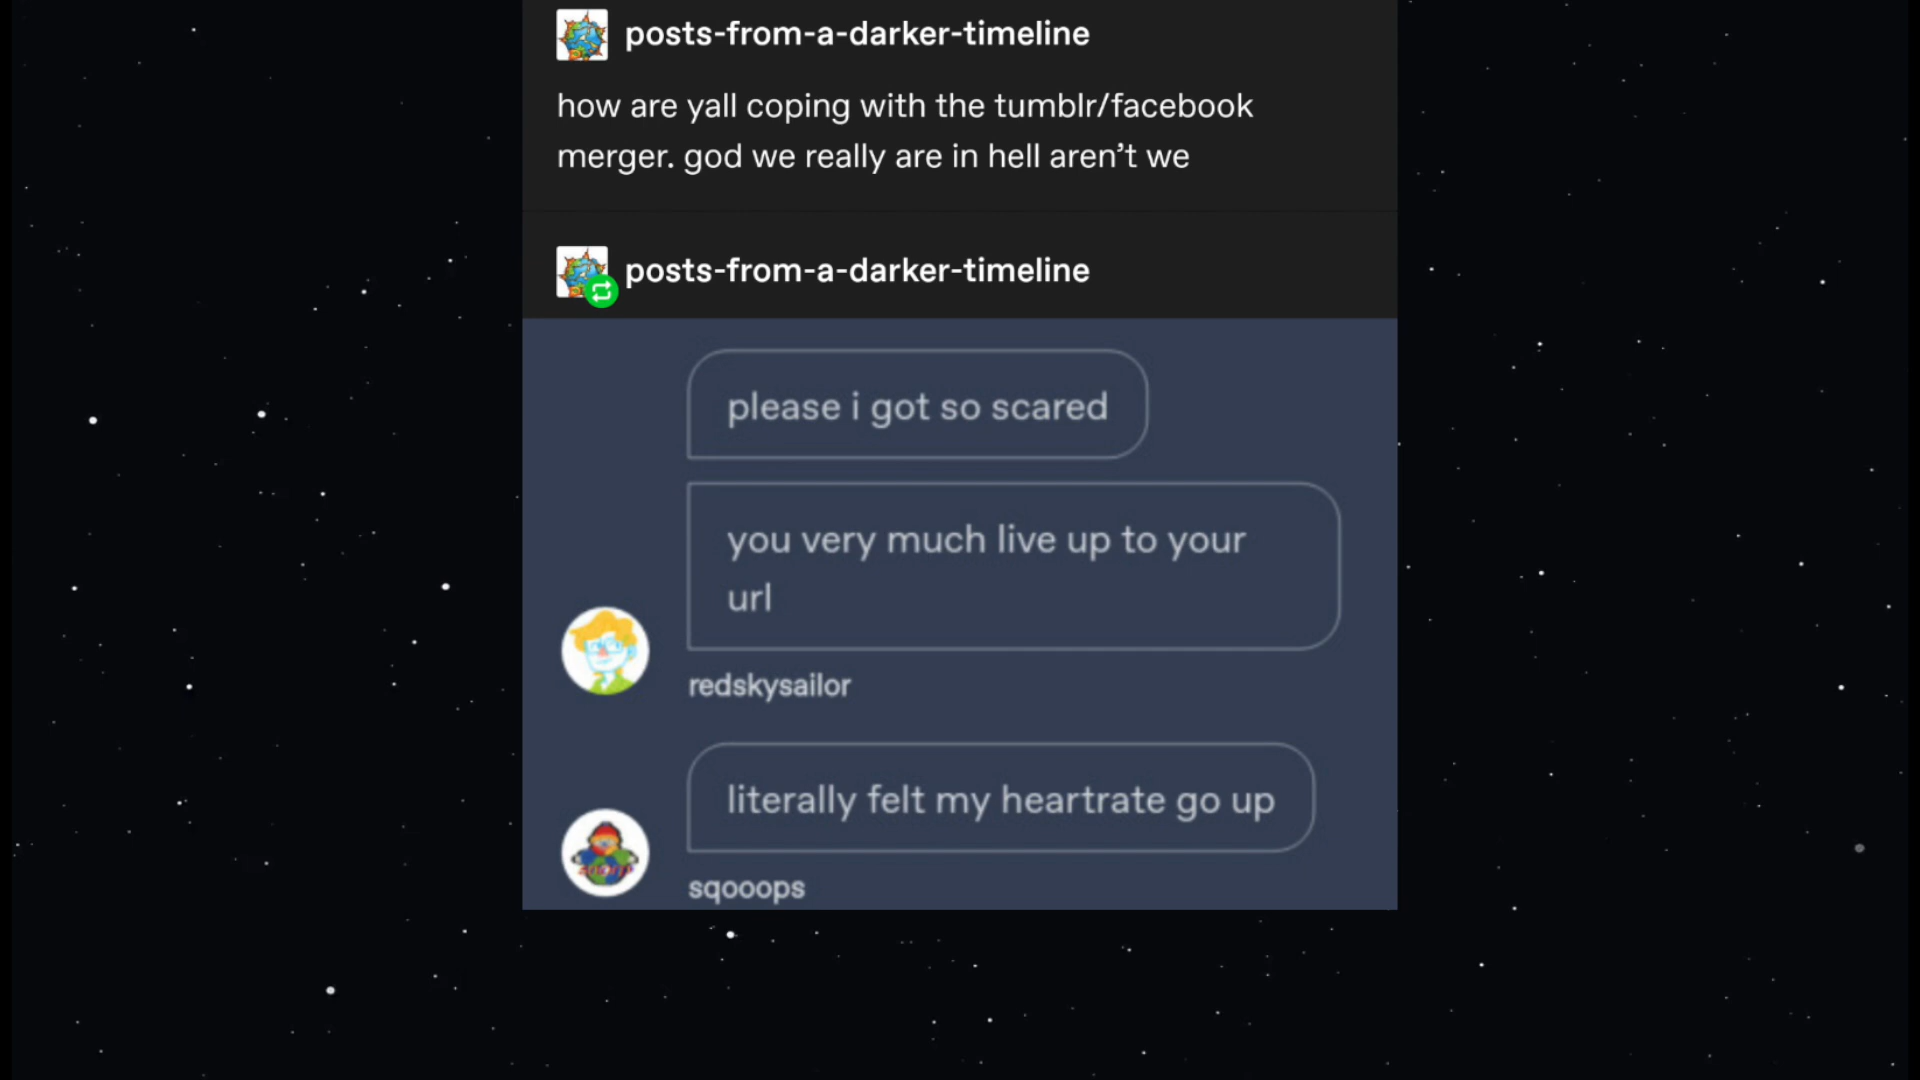 posts-from-a-darker-timeline
how are yall coping with the tumblr/facebook
merger. god we really are in hell aren’t we
posts-from-a-darker-timeline
please i got so scared
you very much live up to your
url
redskysailor
literally felt my heartrate go up
sqooops